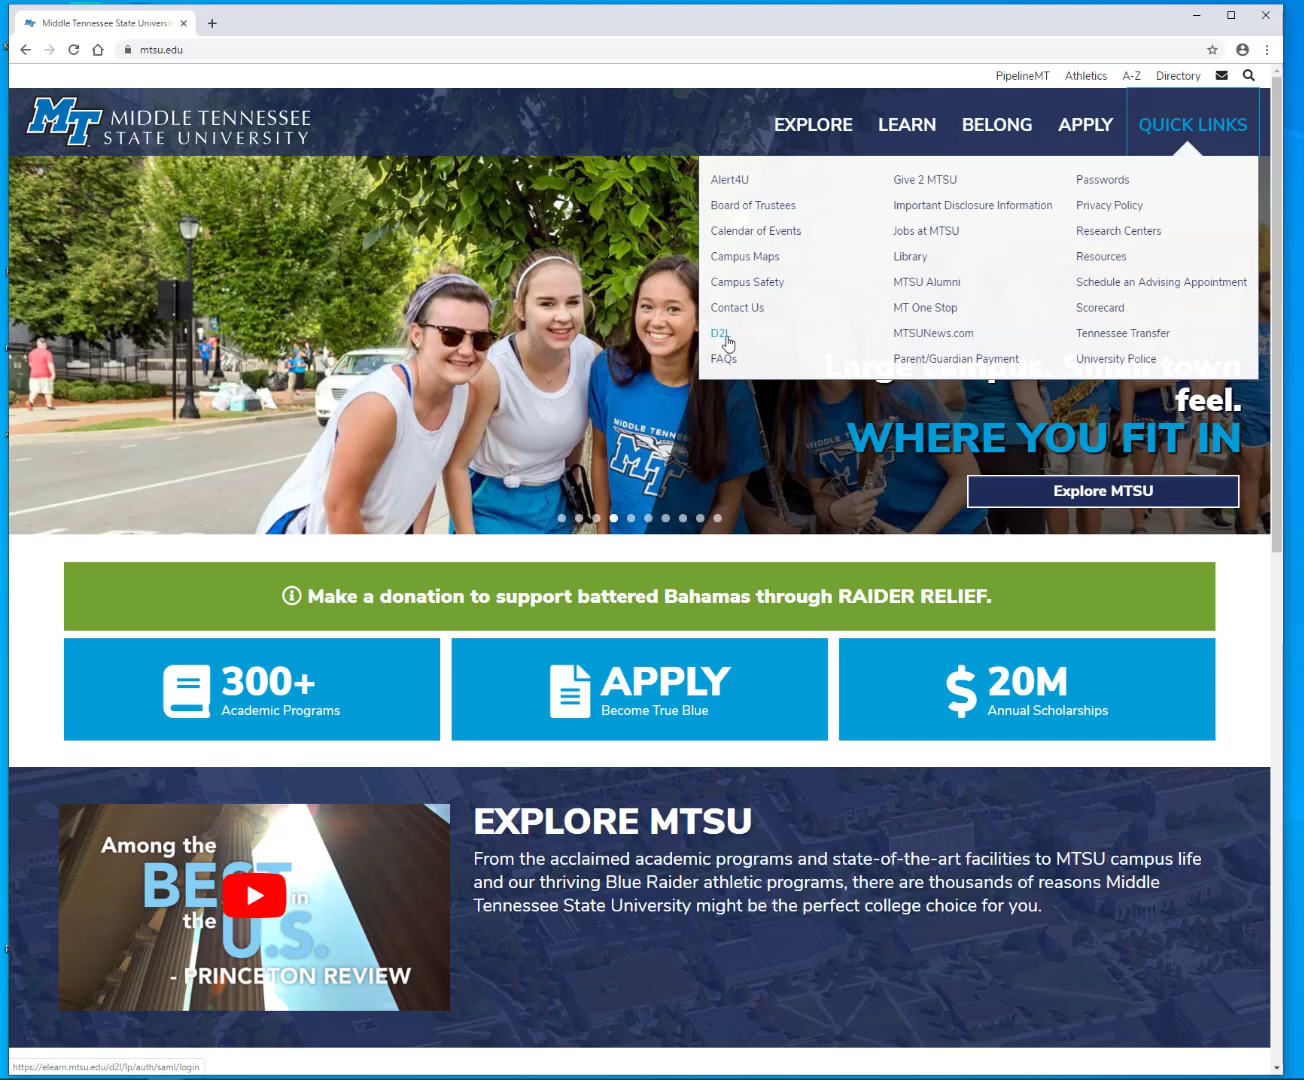 Middle Tennessee State Universit
mtsu.edu
PipelineMT Athletics A-Z Directory
MT MIDDLE TENNESSEE
STATE UNIVERSITY
EXPLORE LEARN BELONG APPLY QUICK LINKS
Alert4U Give 2 MTSU Passwords
Board of Trustees Important Disclosure Information Privacy Policy
Calendar of Events Jobs at MTSU Research Centers
Campus Maps Library Resources
Campus Safety MTSU Alumni Schedule an Advising Appointment
Contact Us MT One Stop Scorecard
D2L MTSUNews.com Tennessee Transfer
FAQs Parent/Guardian Payment University Police
Large campus. Small town
feel.
WHERE YOU FIT IN
Explore MTSU
MIDDLE TENNE
MT
Make a donation to support battered Bahamas through RAIDER RELIEF.
300+
Academic Programs
APPLY
Become True Blue
$ 20M
Annual Scholarships
Among the
BEST in
the U.S.
- PRINCETON REVIEW
EXPLORE MTSU
From the acclaimed academic programs and state-of-the-art facilities to MTSU campus life
and our thriving Blue Raider athletic programs, there are thousands of reasons Middle
Tennessee State University might be the perfect college choice for you.
https://elearn.mtsu.edu/d2l/lp/auth/saml/login